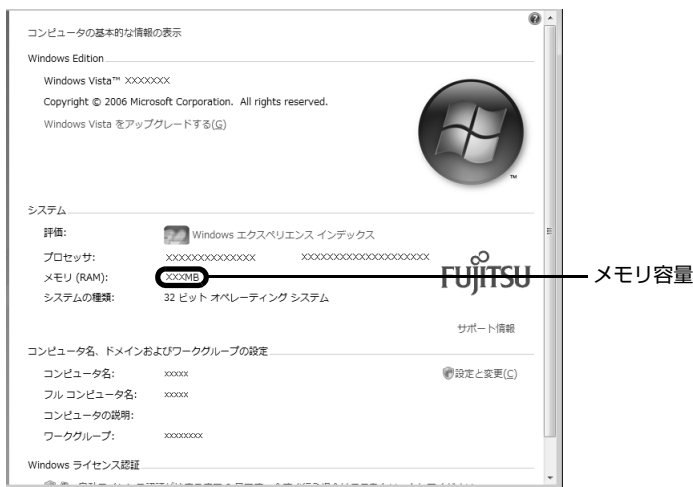 コンピュータの基本的な情報の表示
Windows Edition
Windows Vista™ XXXXXXX
Copyright © 2006 Microsoft Corporation. All rights reserved.
Windows Vista をアップグレードする(G)
TM
システム
評価: Windows エクスペリエンス インデックス
プロセッサ: XXXXXXXXXXXXXX XXXXXXXXXXXXXXXXXXXX
メモリ (RAM): XXXMB メモリ容量
FUJITSU
システムの種類: 32 ビット オペレーティング システム
サポート情報
コンピュータ名、ドメインおよびワークグループの設定
コンピュータ名: XXXXX 設定と変更(C)
フル コンピュータ名: XXXXX
コンピュータの説明:
ワークグループ: XXXXXXXX
Windows ライセンス認証